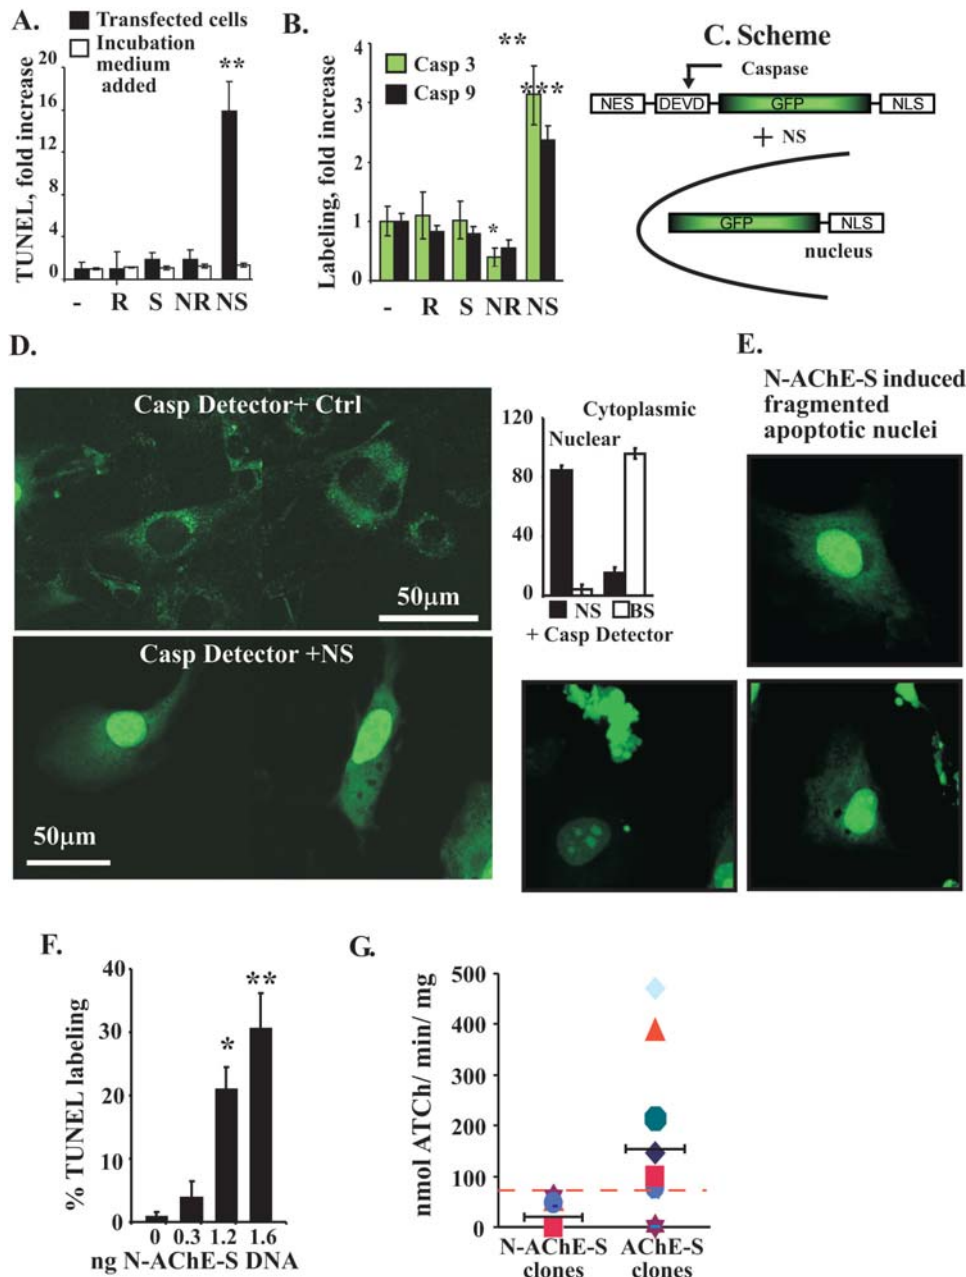 A.
Transfected cells
Incubation
medium
added
TUNEL, fold increase
20
16
12
8
4
0
**
- R S NR NS
B.
Casp 3
Casp 9
Labeling, fold increase
4
3
2
1
0
**
***
*
- R S NR NS
C. Scheme
Caspase
NES DEVD GFP NLS
+ NS
GFP NLS
nucleus
D.
Casp Detector+ Ctrl
50μm
Casp Detector +NS
50μm
120
80
40
0
Cytoplasmic
Nuclear
NS BS
+ Casp Detector
E.
N-AChE-S induced
fragmented
apoptotic nuclei
F.
% TUNEL labeling
40
30
20
10
0
*
**
0 0.3 1.2 1.6
ng N-AChE-S DNA
G.
nmol ATCh/ min/ mg
500
400
300
200
100
0
N-AChE-S
clones
AChE-S
clones